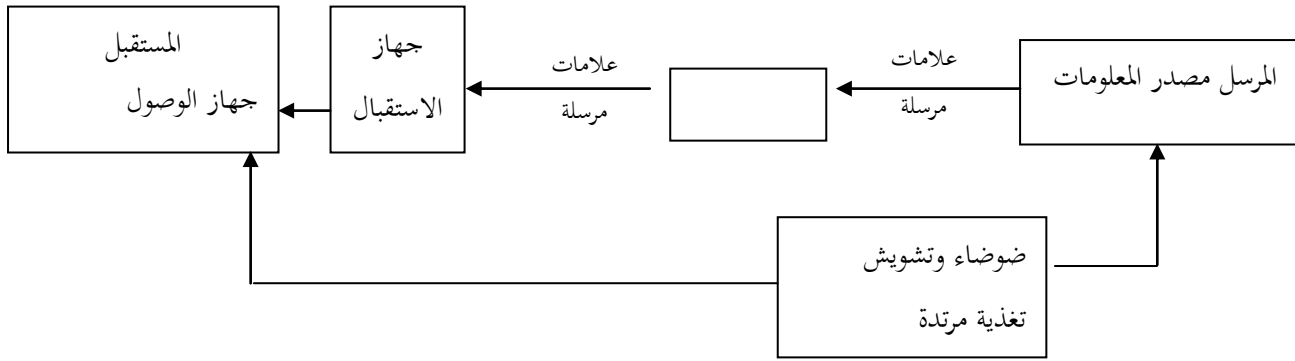 المرسل مصدر المعلومات
علامات
مرسلة
علامات
مرسلة
جهاز
الاستقبال
المستقبل
جهاز الوصول
ضوضاء وتشويش
تغذية مرتدة